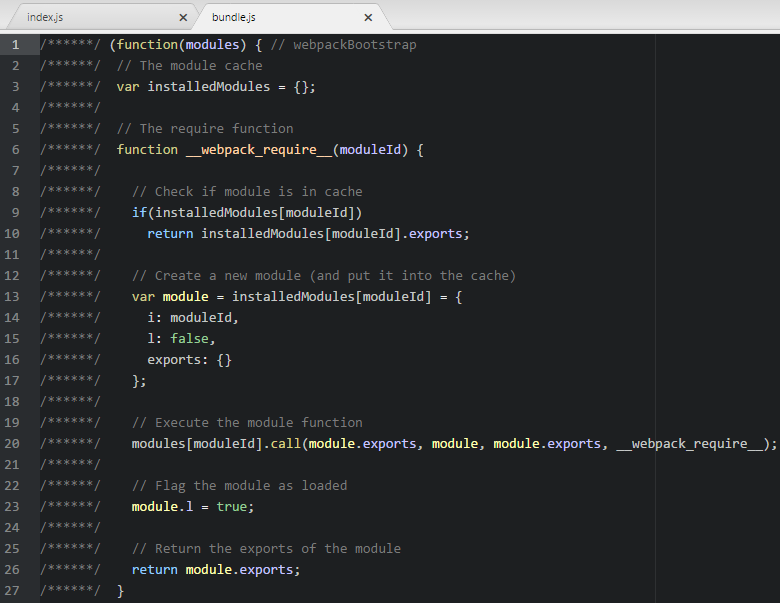 index.js × bundle.js ×
1 /******/ (function(modules) { // webpackBootstrap
2 /******/  // The module cache
3 /******/  var installedModules = {};
4 /******/
5 /******/  // The require function
6 /******/  function __webpack_require__(moduleId) {
7 /******/
8 /******/    // Check if module is in cache
9 /******/    if(installedModules[moduleId])
10 /******/      return installedModules[moduleId].exports;
11 /******/
12 /******/    // Create a new module (and put it into the cache)
13 /******/    var module = installedModules[moduleId] = {
14 /******/      i: moduleId,
15 /******/      l: false,
16 /******/      exports: {}
17 /******/    };
18 /******/
19 /******/    // Execute the module function
20 /******/    modules[moduleId].call(module.exports, module, module.exports, __webpack_require__);
21 /******/
22 /******/    // Flag the module as loaded
23 /******/    module.l = true;
24 /******/
25 /******/    // Return the exports of the module
26 /******/    return module.exports;
27 /******/  }